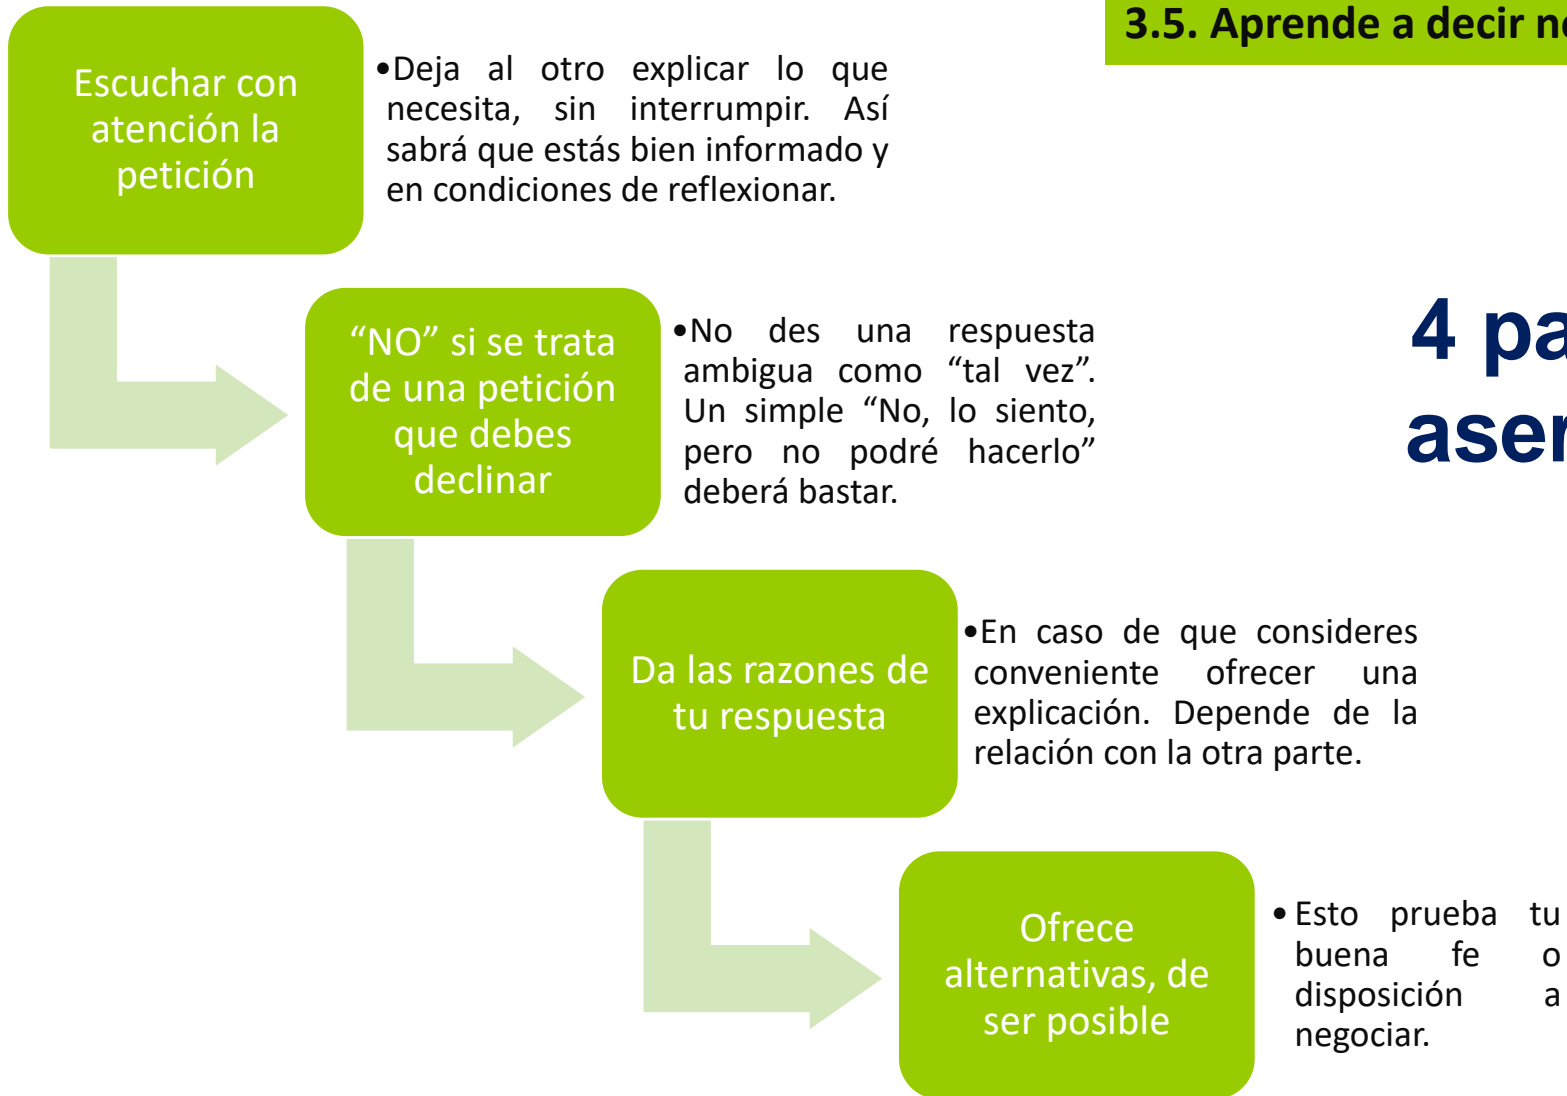 3.5. Aprende a decir no
Escuchar con
atención la
petición
•Deja al otro explicar lo que
necesita, sin interrumpir. Así
sabrá que estás bien informado y
en condiciones de reflexionar.
“NO” si se trata
de una petición
que debes
declinar
•No des una respuesta
ambigua como “tal vez”.
Un simple “No, lo siento,
pero no podré hacerlo”
deberá bastar.
4
Da las razones de
tu respuesta
•En caso de que consideres
conveniente ofrecer una
explicación. Depende de la
relación con la otra parte.
Ofrece
alternativas, de
ser posible
•Esto prueba tu
buena fe o
disposición a
negociar.